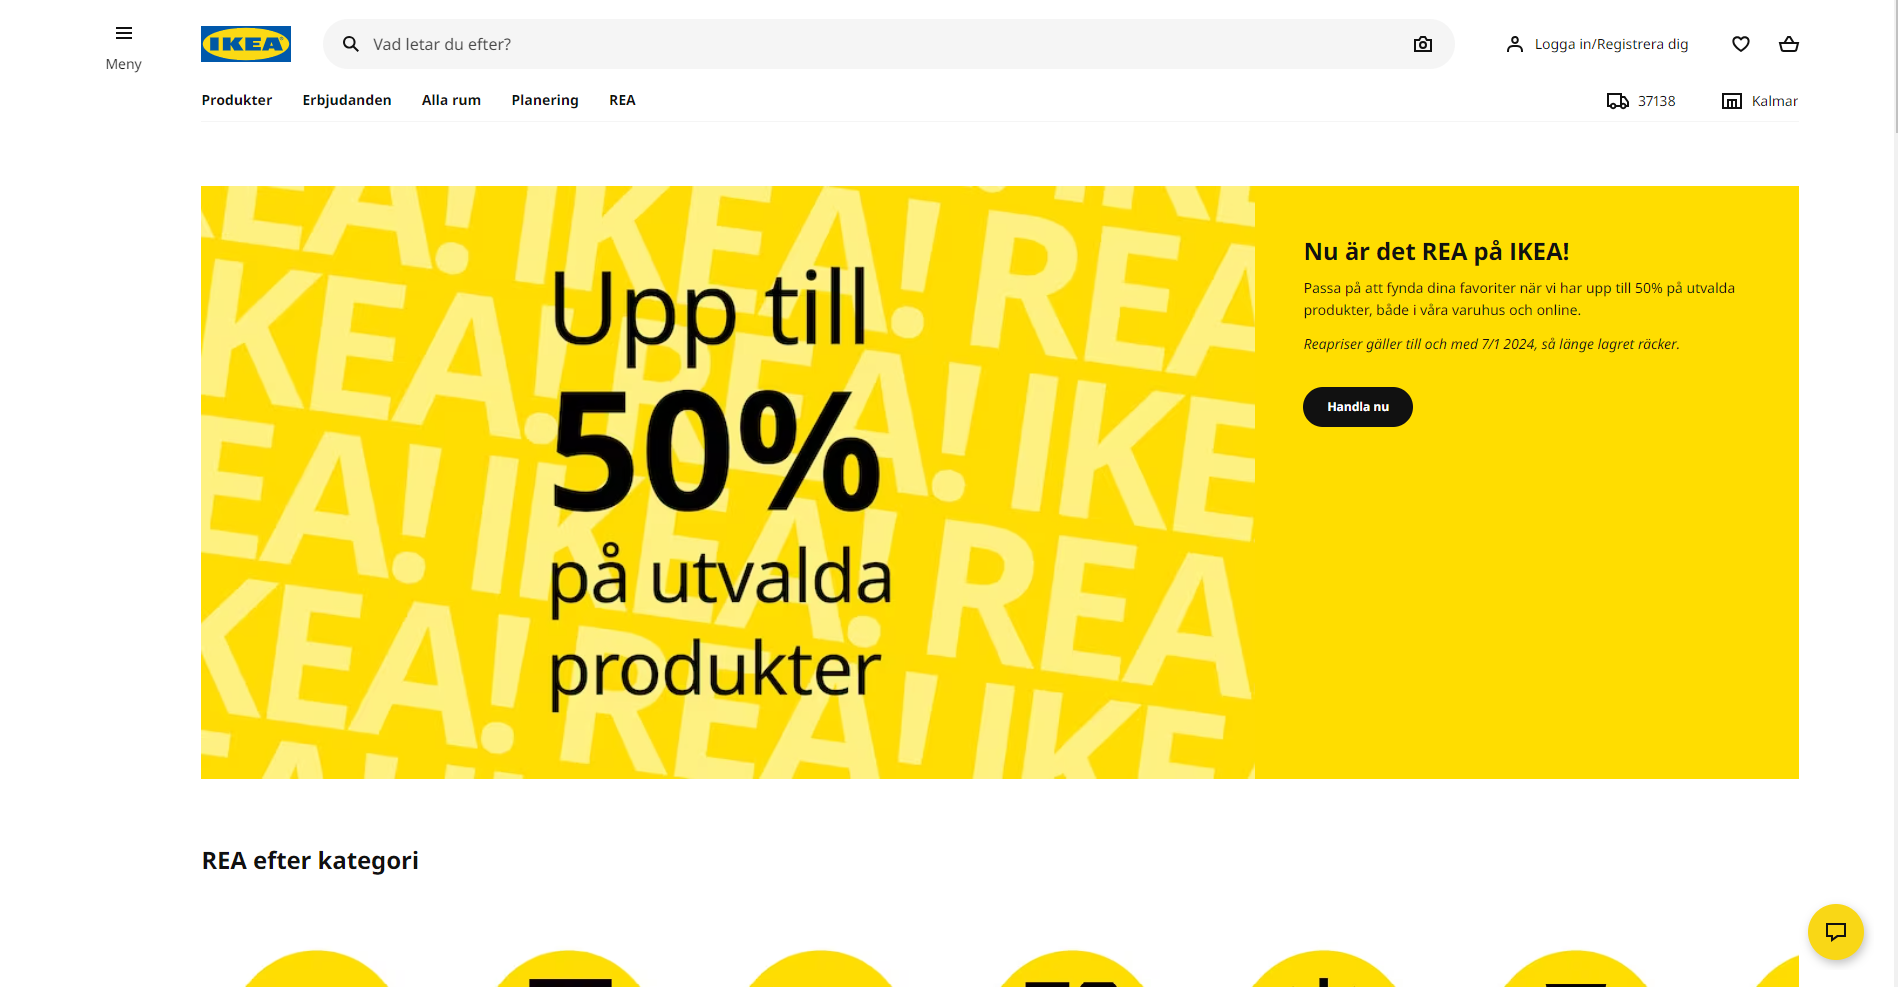 Meny
IKEA
Vad letar du efter?
Logga in/Registrera dig
Produkter
Erbjudanden
Alla rum
Planering
REA
37138
Kalmar
Upp till
50%
på utvalda
produkter
Nu är det REA på IKEA!
Passa på att fynda dina favoriter när vi har upp till 50% på utvalda
produkter, både i våra varuhus och online.
Reapriser gäller till och med 7/1 2024, så länge lagret räcker.
Handla nu
REA efter kategori